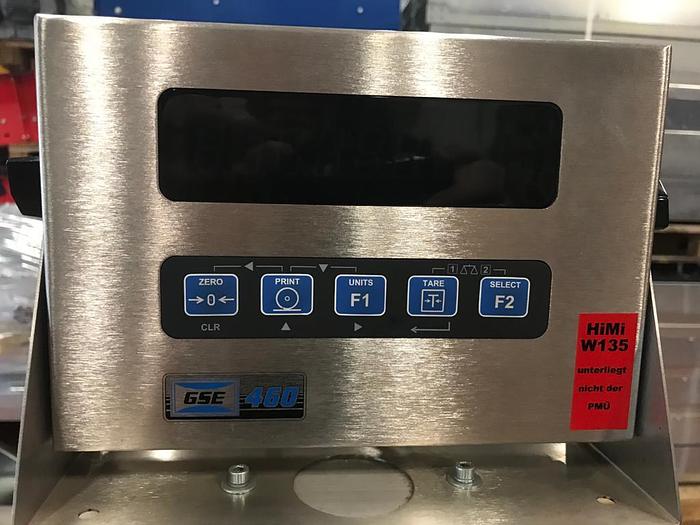 1 2
ZERO PRINT UNITS TARE SELECT
→0← F1 →T← F2
CLR
GSE 460
HiMi
W135
unterliegt
nicht der
PMÜ